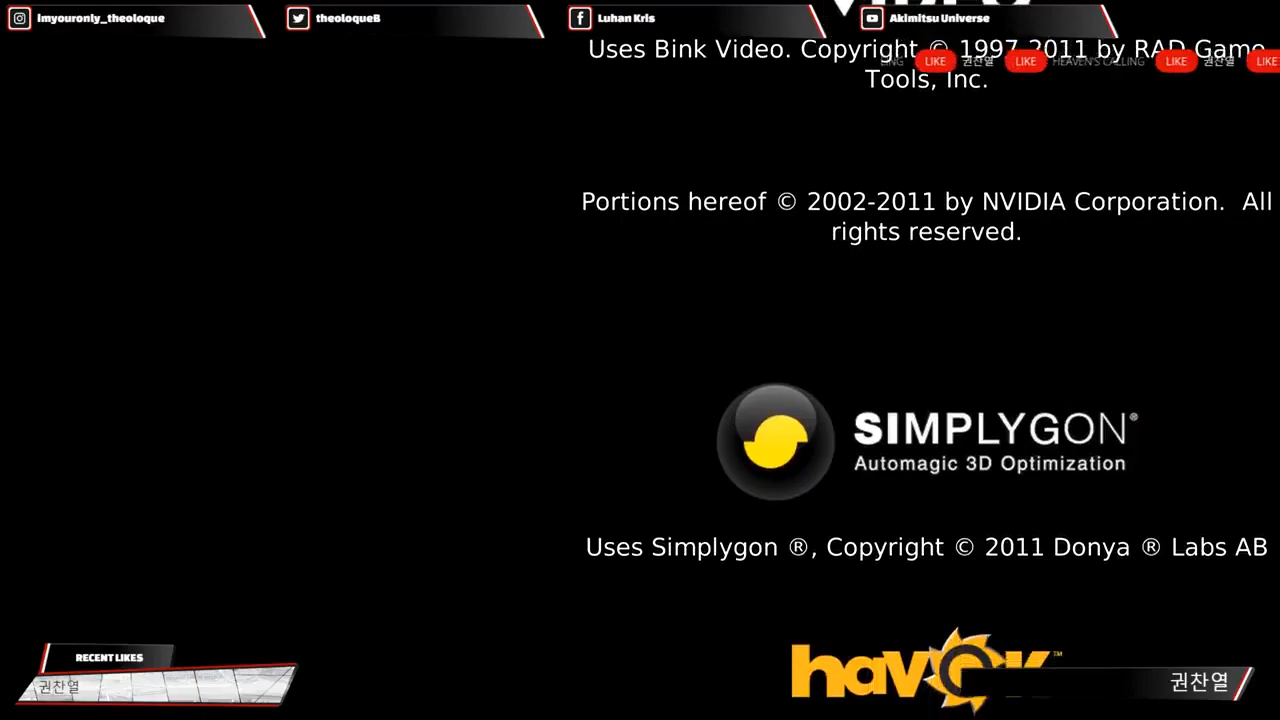 Imyouronly_theoloque
theoloqueB
Luhan Kris
Akimitsu Universe
Uses Bink Video. Copyright © 1997-2011 by RAD Game
Tools, Inc.
LIKE 권찬열 LIKE HEAVEN'S CALLING LIKE 권찬열 LIKE
Portions hereof © 2002-2011 by NVIDIA Corporation. All
rights reserved.
SIMPLYGON®
Automagic 3D Optimization
Uses Simplygon ®, Copyright © 2011 Donya ® Labs AB
havok™
RECENT LIKES
권찬열
권찬열